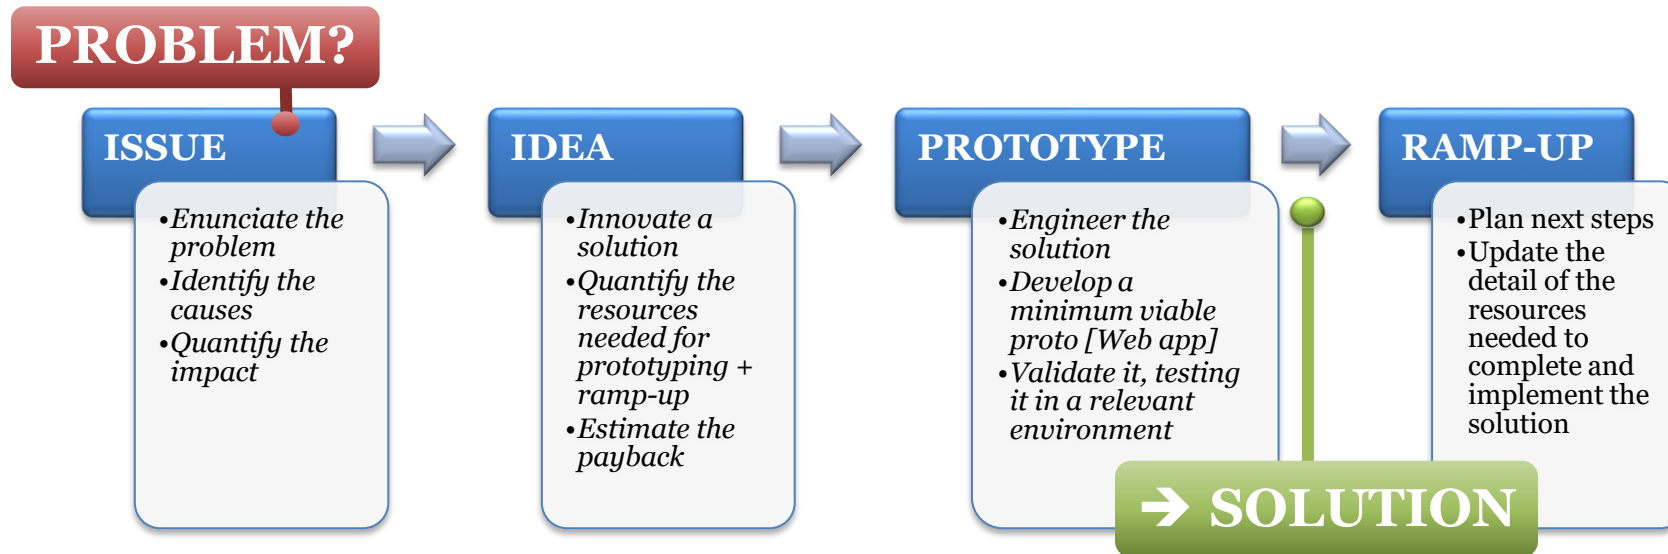 PROBLEM?
ISSUE
•Enunciate the
problem
•Identify the
causes
•Quantify the
impact
IDEA
•Innovate a
solution
•Quantify the
resources
needed for
prototyping +
ramp-up
•Estimate the
payback
PROTOTYPE
•Engineer the
solution
•Develop a
minimum viable
proto [Web app]
•Validate it, testing
it in a relevant
environment
RAMP-UP
•Plan next steps
•Update the
detail of the
resources
needed to
complete and
implement the
solution
➔ SOLUTION